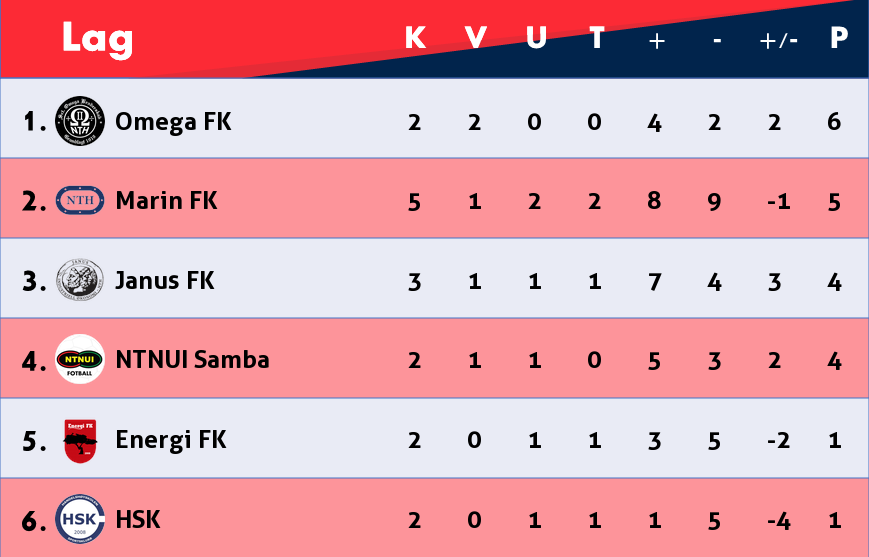 Lag K V U T + - +/- P
1. Omega FK 2 2 0 0 4 2 2 6
2. NTH Marin FK 5 1 2 2 8 9 -1 5
3. JANUS Janus FK 3 1 1 1 7 4 3 4
4. NTNUI FOTBALL NTNUI Samba 2 1 1 0 5 3 2 4
5. Energi FK Energi FK 2 0 1 1 3 5 -2 1
6. HSK 2008 HSK 2 0 1 1 1 5 -4 1